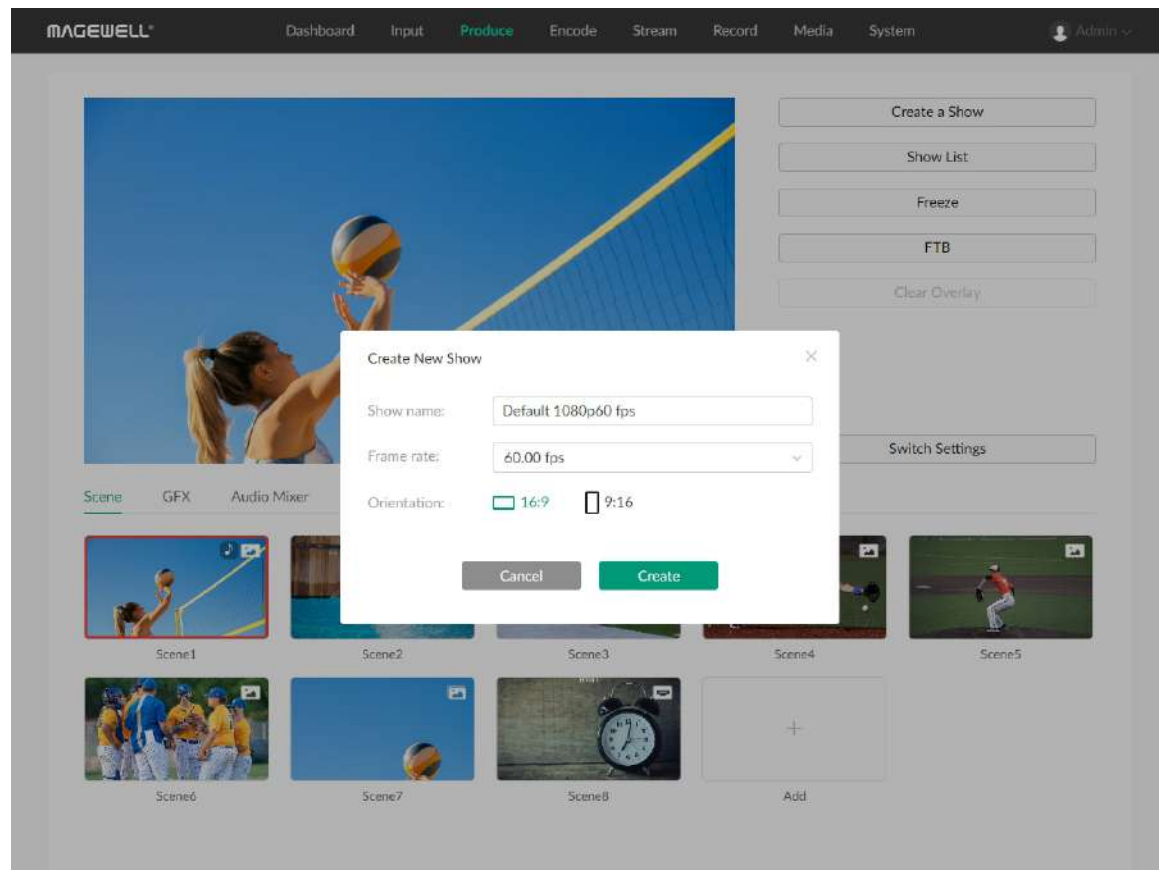 MAGEWELL Dashboard Input Produce Encode Stream Record Media System Admin
Create a Show
Show List
Freeze
FTB
Clear Overlay
Switch Settings
Scene GFX Audio Mixer
Create New Show
Show name: Default 1080p60 fps
Frame rate: 60.00 fps
Orientation: 16:9 9:16
Cancel Create
Scene1 Scene2 Scene3 Scene4 Scene5
Scene6 Scene7 Scene8 Add